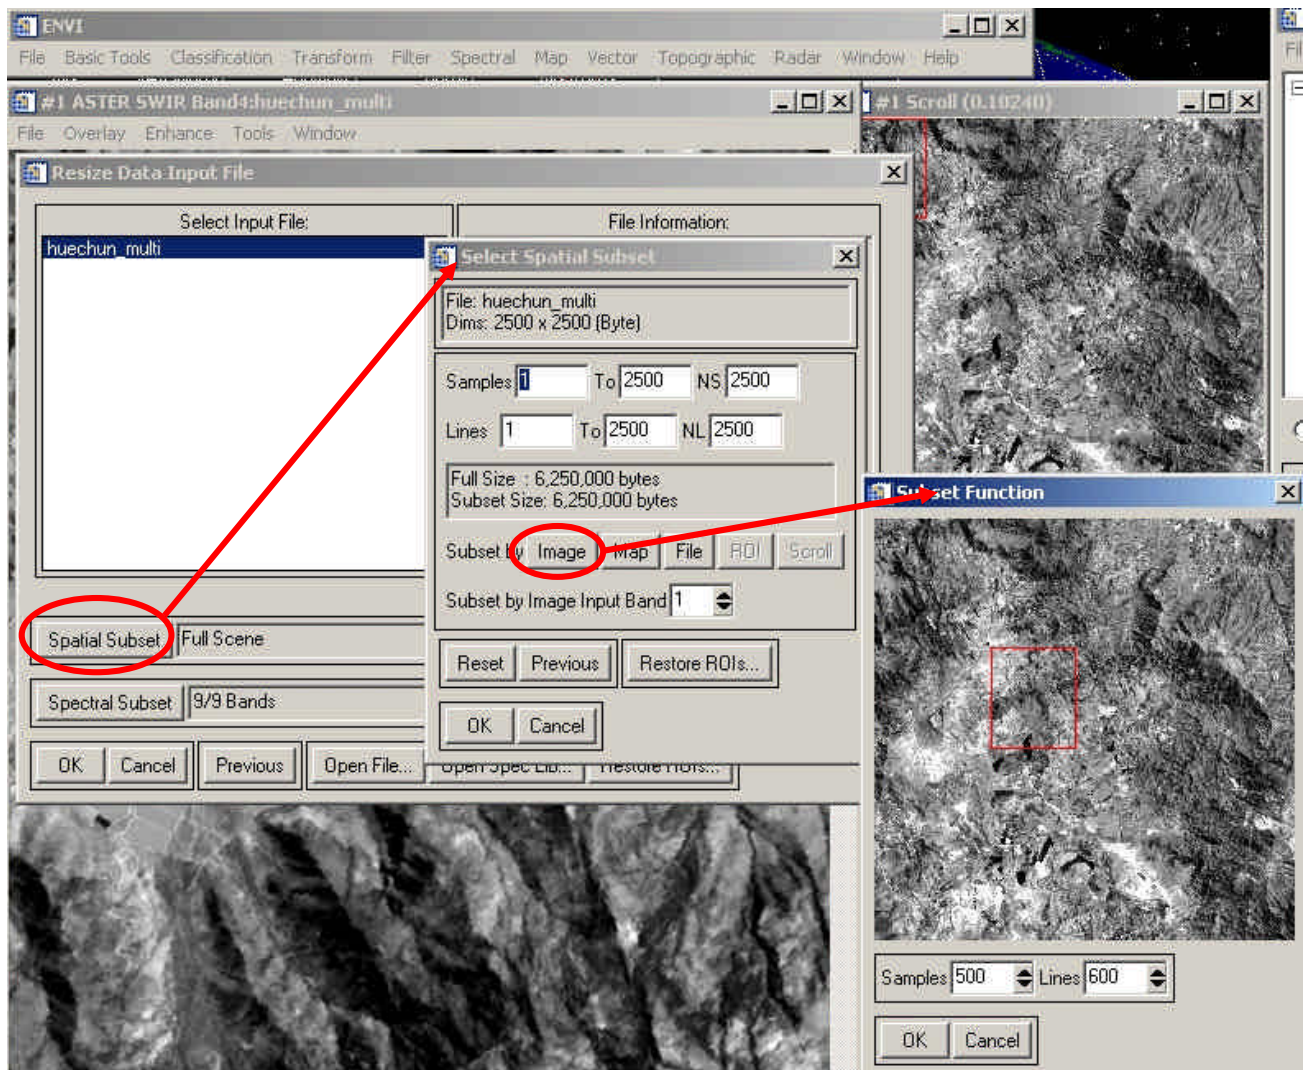 ENVI
File Basic Tools Classification Transform Filter Spectral Map Vector Topographic Radar Window Help
#1 ASTER SWIR Band4:huechun_multi
File Overlay Enhance Tools Window
#1 Scroll (0.10240)
Resize Data Input File
Select Input File:
huechun_multi
File Information:
Select Spatial Subset
File: huechun_multi
Dims: 2500 x 2500 (Byte)
Samples 1 To 2500 NS 2500
Lines 1 To 2500 NL 2500
Full Size : 6,250,000 bytes
Subset Size: 6,250,000 bytes
Subset by Image Map File ROI Scroll
Subset by Image Input Band 1
Reset Previous Restore ROIs...
OK Cancel
Spatial Subset Full Scene
Spectral Subset 9/9 Bands
OK Cancel Previous Open File... Open Spec Lib... Restore ROIs...
Subset Function
Samples 500 Lines 600
OK Cancel